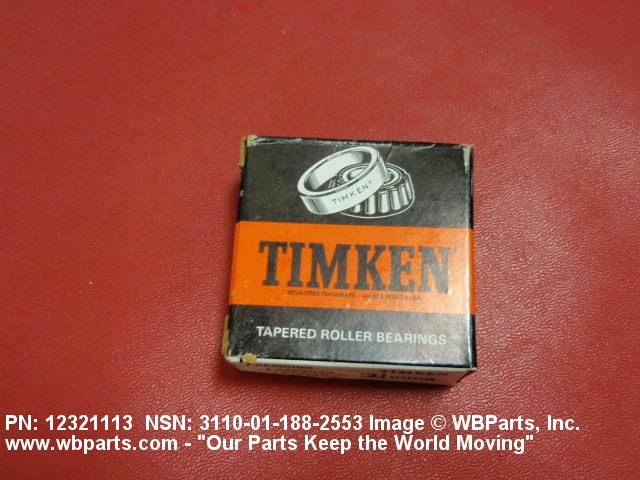 TIMKEN®
TIMKEN
REGISTERED TRADEMARK - MARCA REGISTRADA
TAPERED ROLLER BEARINGS
TIMKEN
PN: 12321113 NSN: 3110-01-188-2553 Image © WBParts, Inc.
www.wbparts.com - "Our Parts Keep the World Moving"